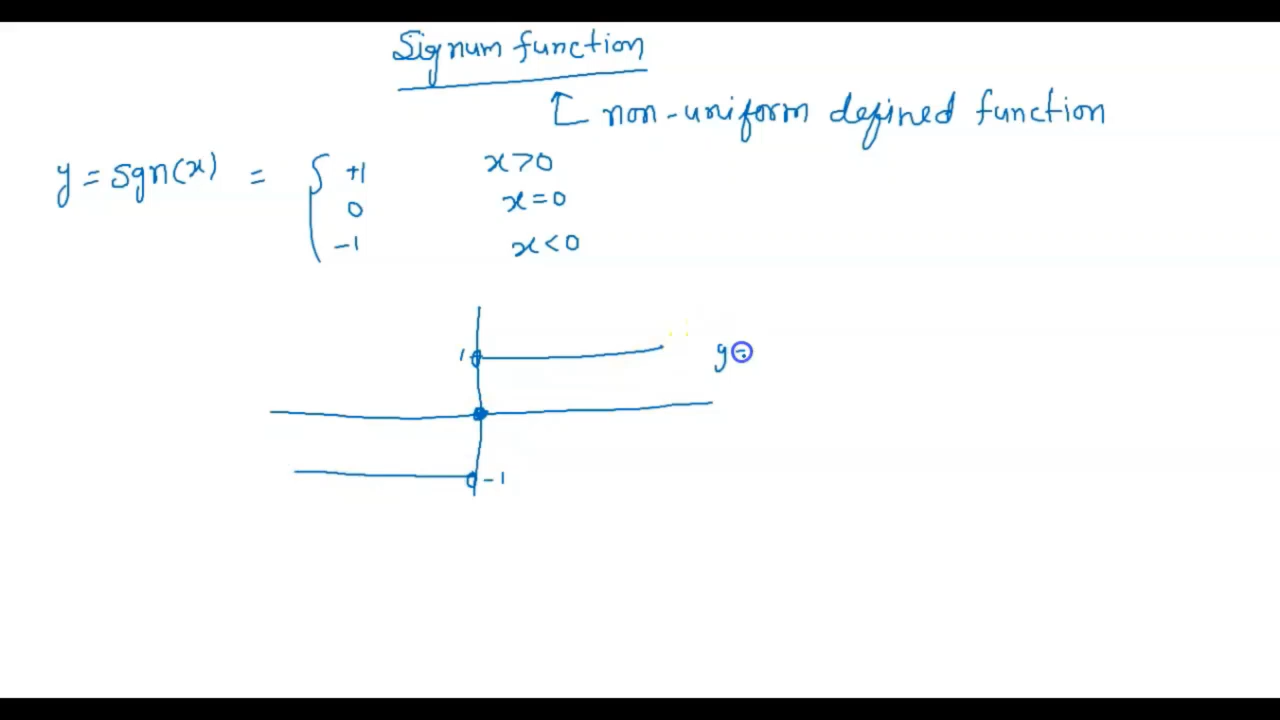 Signum function
non-uniform defined function
y = sgn(x) = { +1 x > 0
0 x = 0
-1 x < 0
1
y =
-1